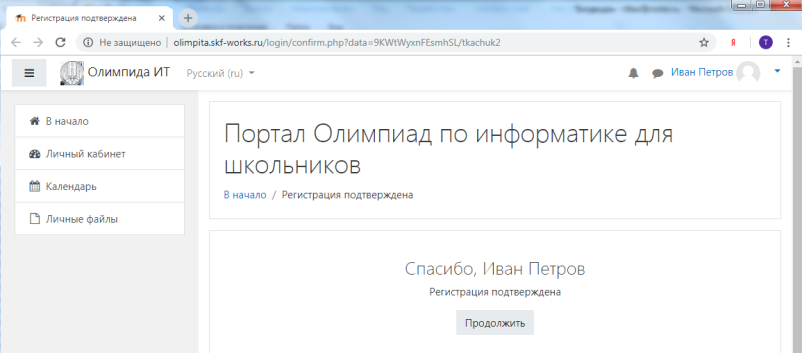 Регистрация подтверждена
Не защищено | olimpita.skf-works.ru/login/confirm.php?data=9KWtWyxnFEsmhSL/tkachuk2
Я
T
Олимпида ИТ
Русский (ru)
Иван Петров
В начало
Личный кабинет
Календарь
Личные файлы
Портал Олимпиад по информатике для
школьников
В начало / Регистрация подтверждена
Спасибо, Иван Петров
Регистрация подтверждена
Продолжить